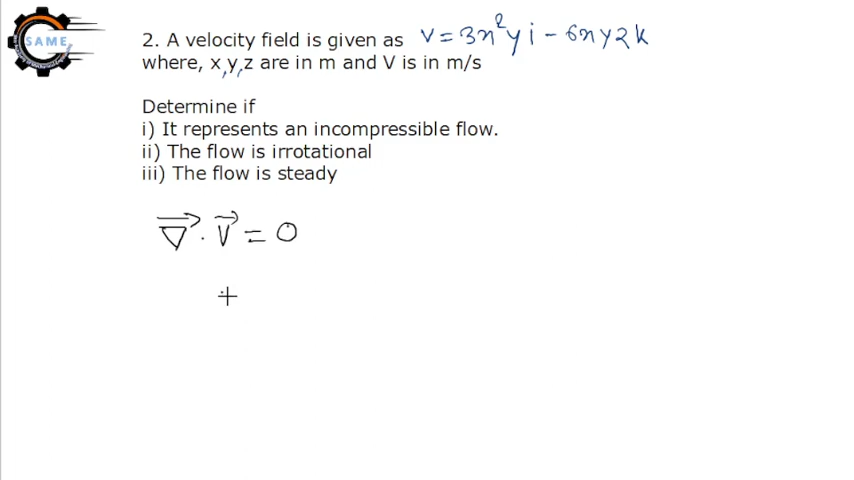 SAME
2. A velocity field is given as V = 3x²y i - 6xyzk
where, x,y,z are in m and V is in m/s
Determine if
i) It represents an incompressible flow.
ii) The flow is irrotational
iii) The flow is steady
∇⃗ . V⃗ = 0
+